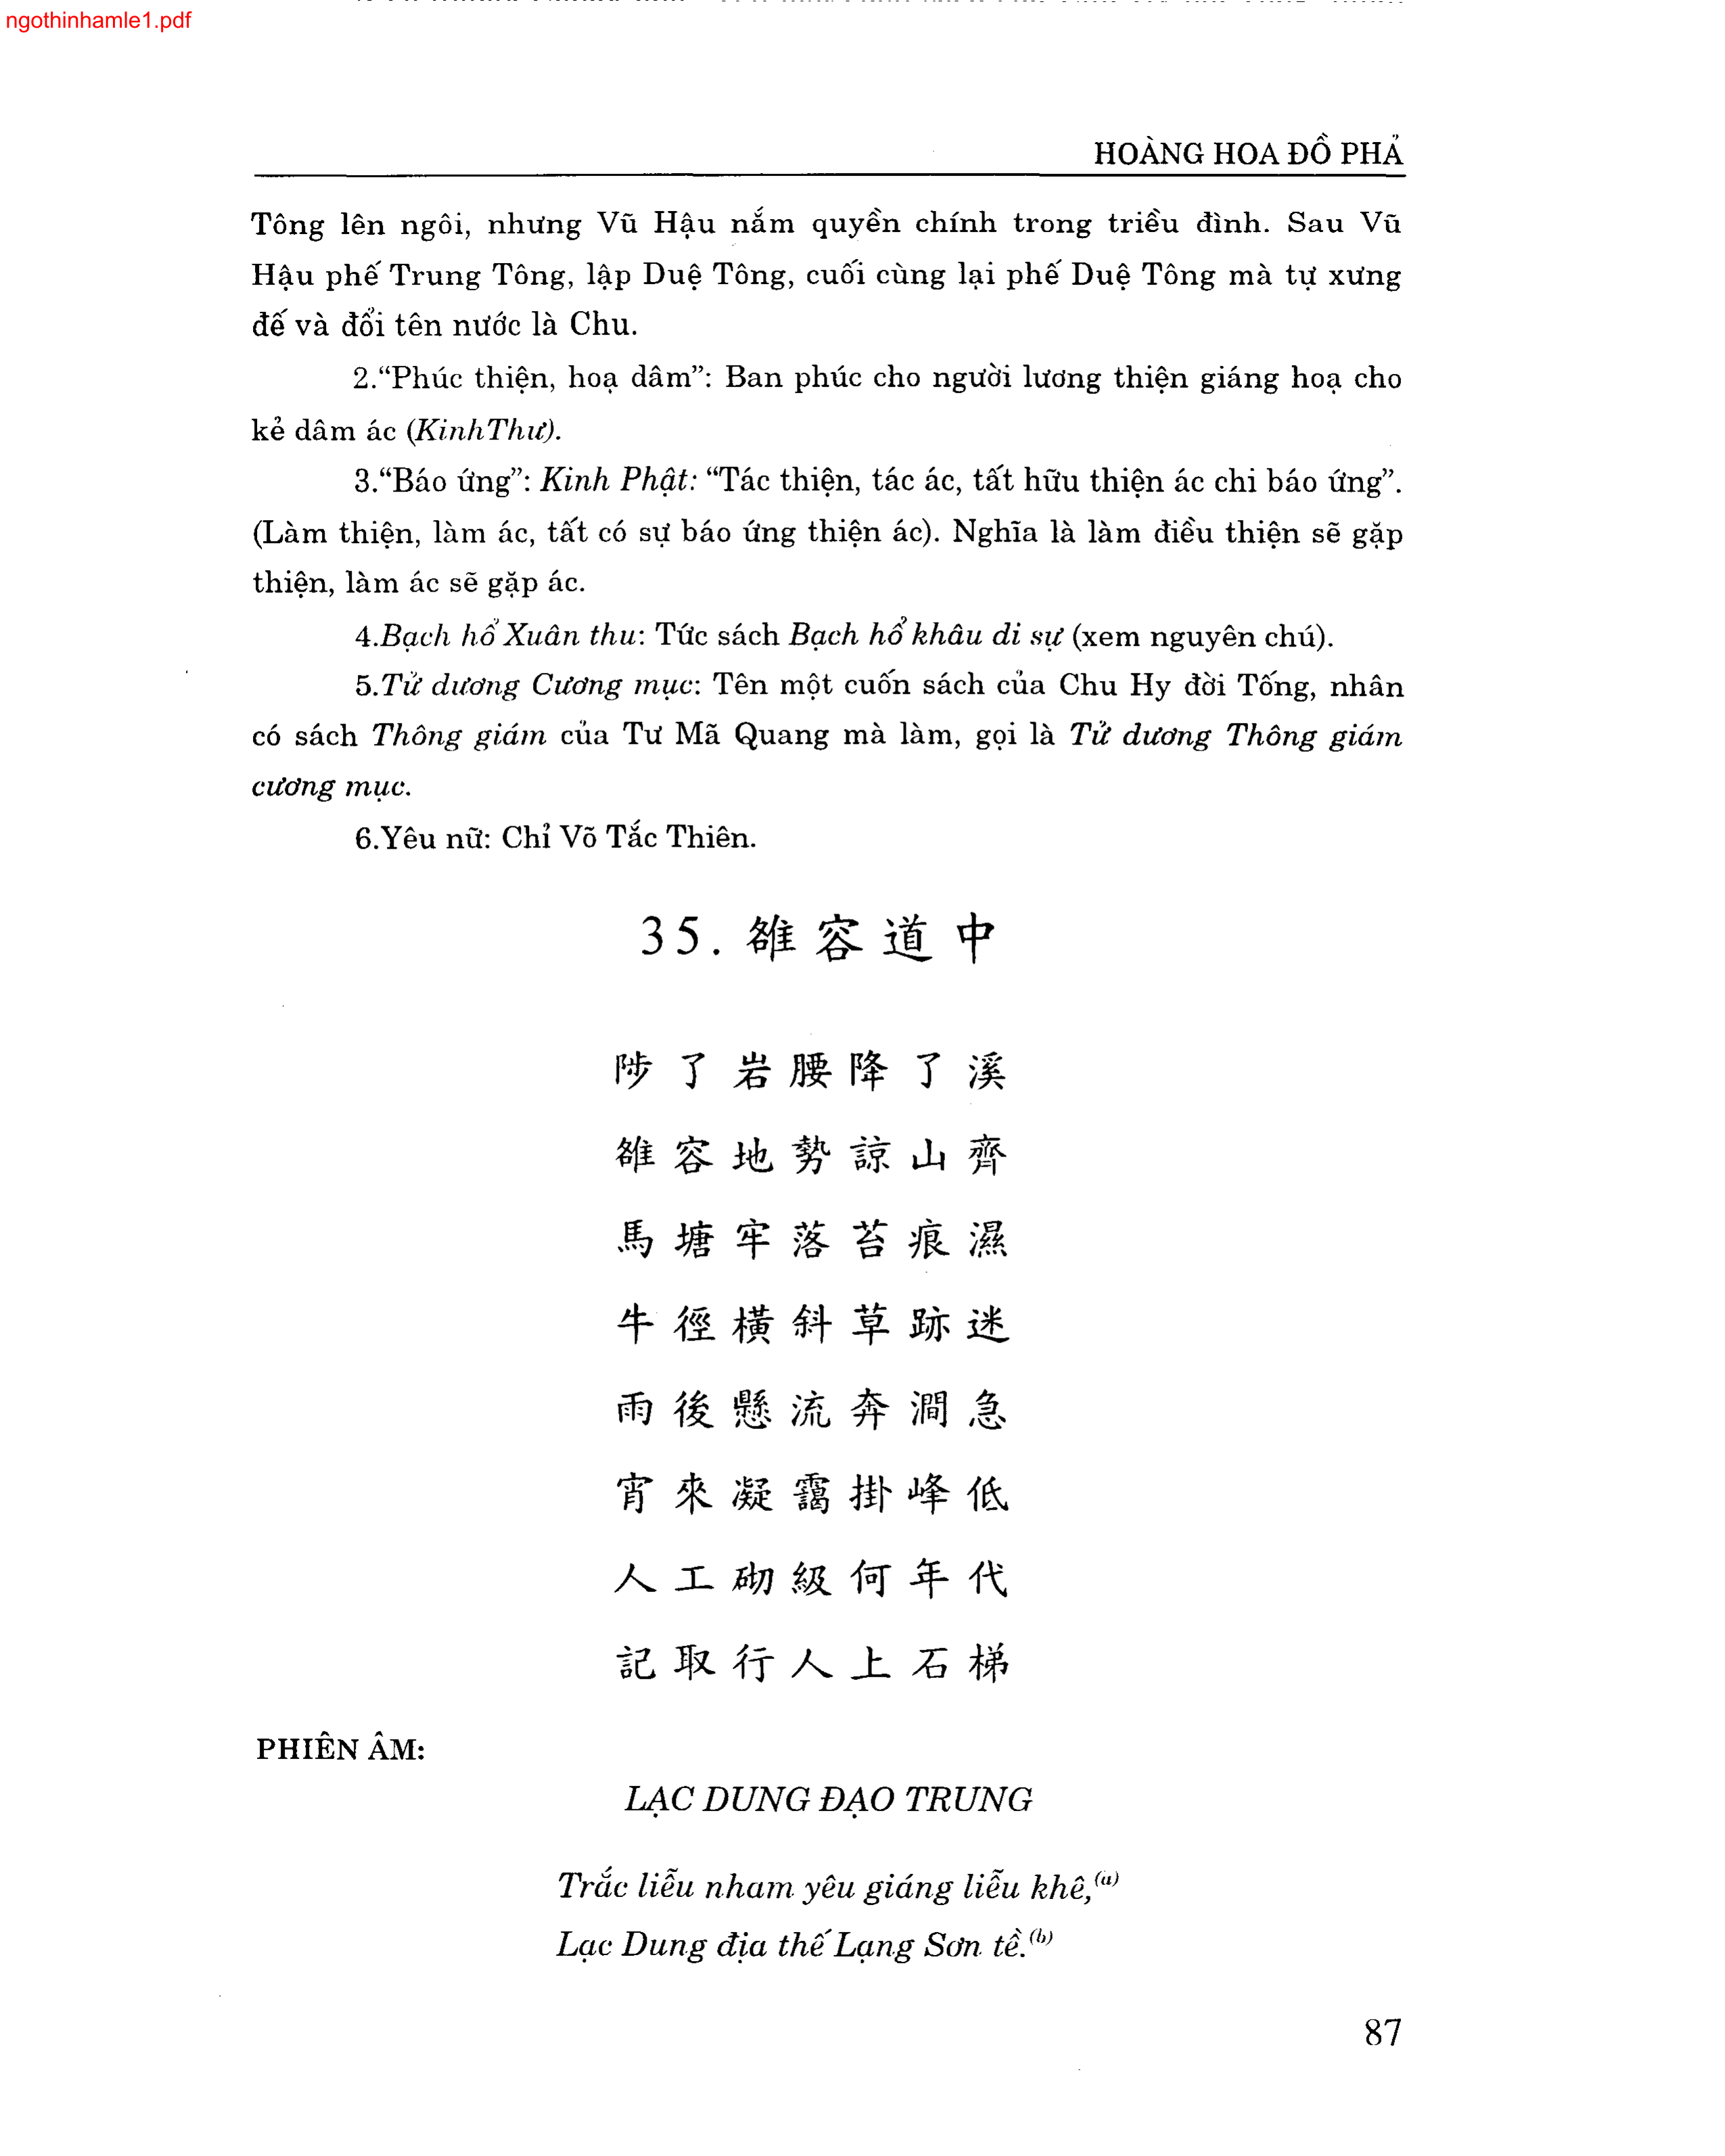 ngothinhamle1.pdf
HOÀNG HOA ĐỒ PHẢ
Tông lên ngôi, nhưng Vũ Hậu nắm quyền chính trong triều đình. Sau Vũ
Hậu phế Trung Tông, lập Duệ Tông, cuối cùng lại phế Duệ Tông mà tự xưng
đế và đổi tên nước là Chu.
2.“Phúc thiện, hoạ dâm”: Ban phúc cho người lương thiện giáng hoạ cho
kẻ dâm ác (KinhThư).
3.“Báo ứng”: Kinh Phật: “Tác thiện, tác ác, tất hữu thiện ác chi báo ứng”.
(Làm thiện, làm ác, tất có sự báo ứng thiện ác). Nghĩa là làm điều thiện sẽ gặp
thiện, làm ác sẽ gặp ác.
4.Bạch hổ Xuân thu: Tức sách Bạch hổ khâu di sự (xem nguyên chú).
5.Tử dương Cương mục: Tên một cuốn sách của Chu Hy đời Tống, nhân
có sách Thông giám của Tư Mã Quang mà làm, gọi là Tử dương Thông giám
cương mục.
6.Yêu nữ: Chỉ Võ Tắc Thiên.
35. 雒容道中
陟了岩腰降了溪
雒容地勢諒山齊
馬塘牢落苔痕濕
牛徑橫斜草跡迷
雨後懸流奔澗急
宵來凝靄掛峰低
人工砌級何年代
記取行人上石梯
PHIÊN ÂM:
LẠC DUNG ĐẠO TRUNG
Trắc liễu nham yêu giáng liễu khê,(a)
Lạc Dung địa thế Lạng Sơn tề.(b)
87